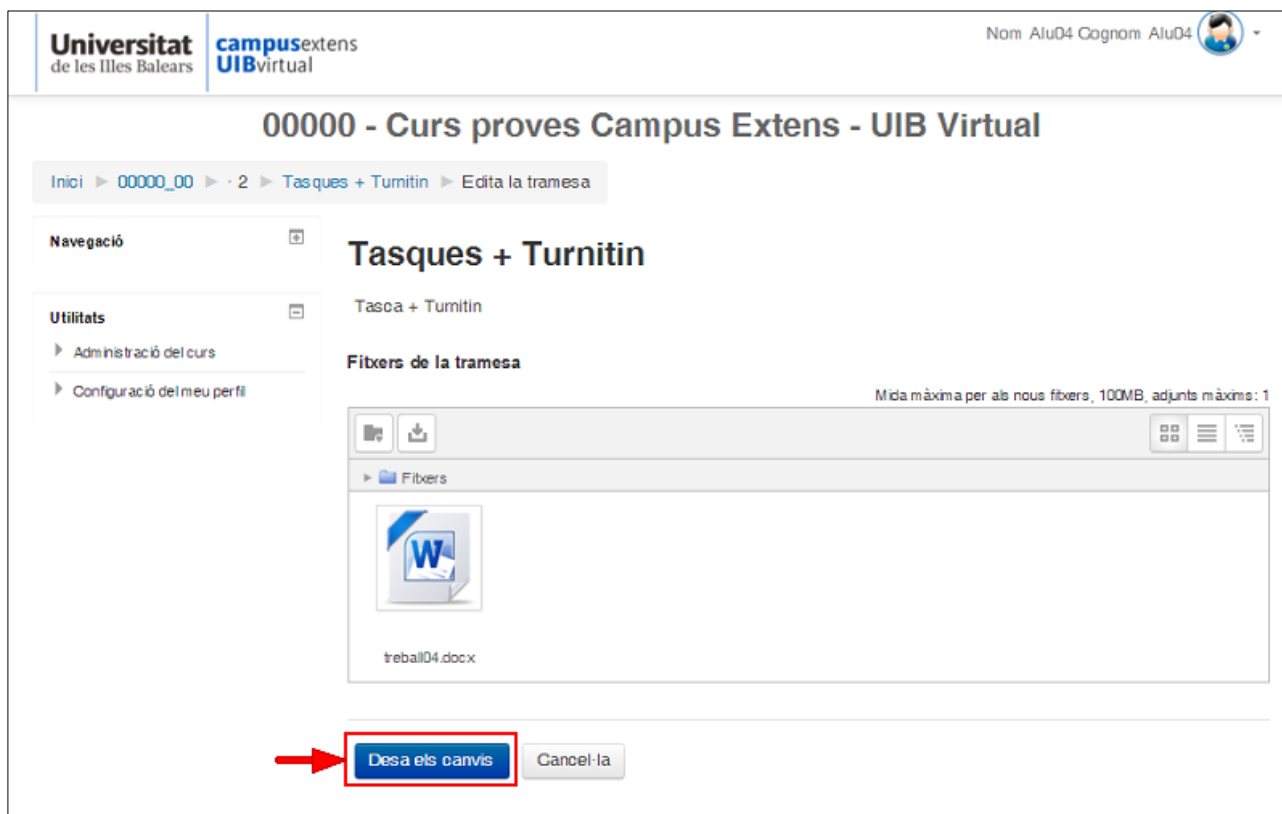 Universitat
de les Illes Balears
campusextens
UIBvirtual
Nom Alu04 Cognom Alu04
00000 - Curs proves Campus Extens - UIB Virtual
Inici 00000_00 · 2 Tasques + Turnitin Edita la tramesa
Navegació
Utilitats
Administració del curs
Configuració del meu perfil
Tasques + Turnitin
Tasca + Turnitin
Fitxers de la tramesa
Mida màxima per als nous fitxers, 100MB, adjunts màxims: 1
Fitxers
W
treball04.docx
Desa els canvis Cancel·la